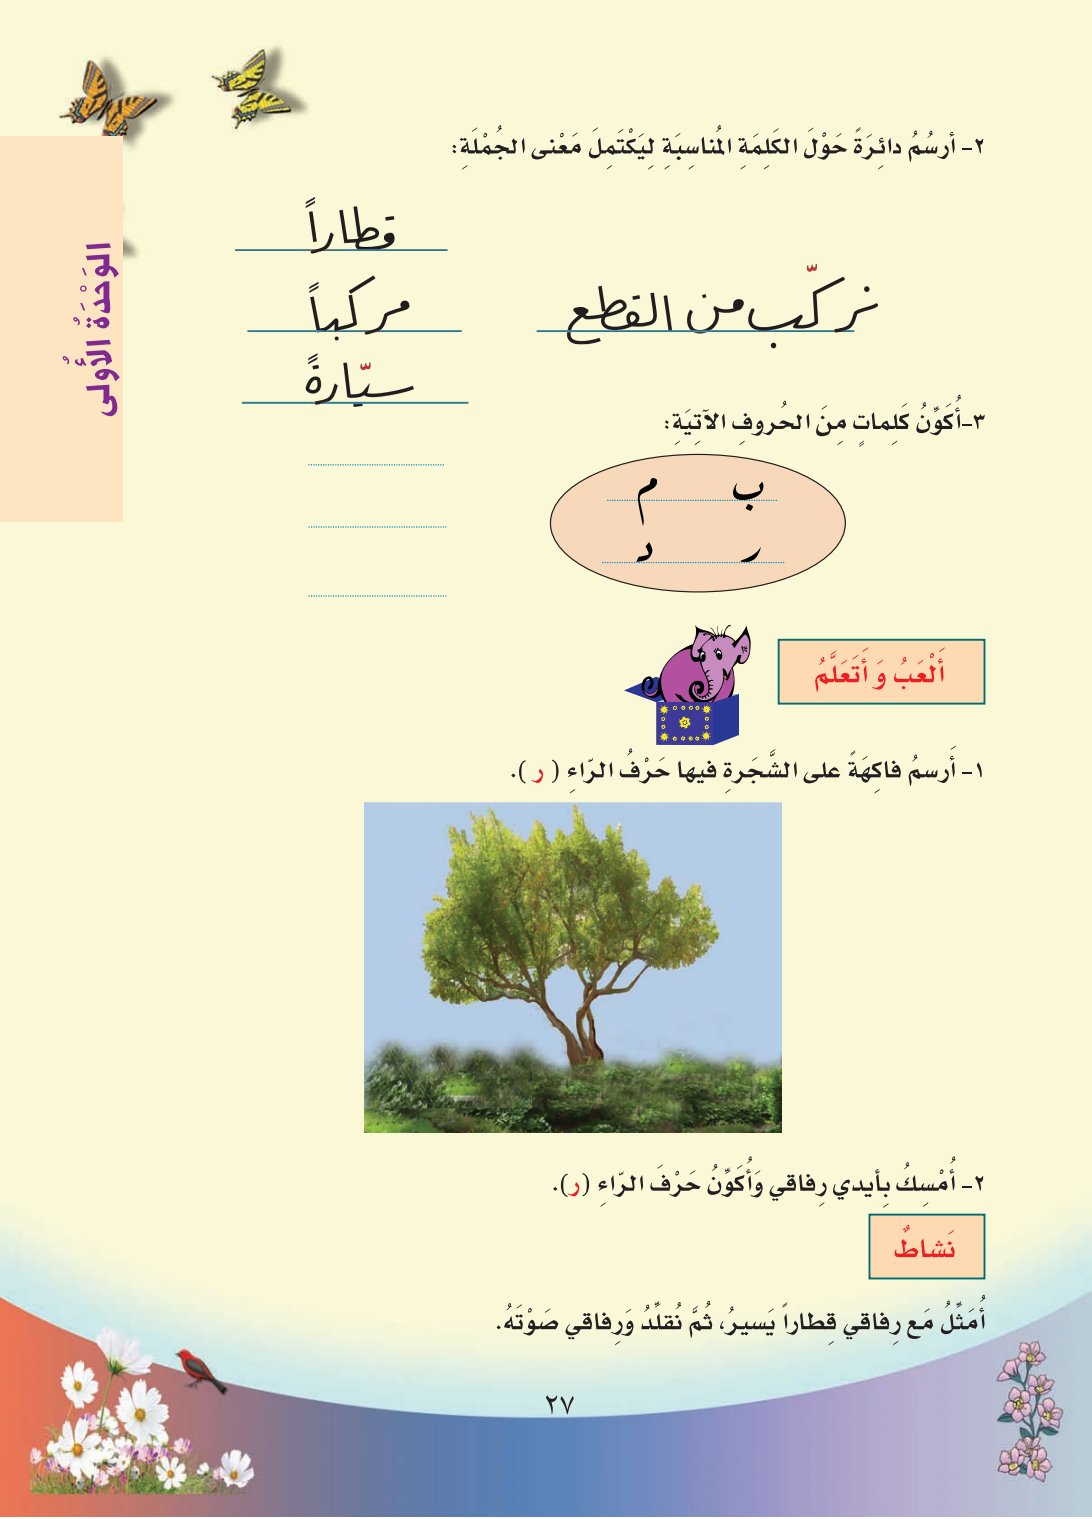 ٢- أرسُمُ دائِرَةً حَوْلَ الكَلِمَةِ المُناسِبَةِ لِيَكْتَمِلَ مَعْنى الجُمْلَةِ:
قطاراً
نركّب من القطع
مركباً
سيّارةً
٣-أُكَوِّنُ كَلِماتٍ مِنَ الحُروفِ الآتِيَةِ:
ب م
ر د
أَلْعَبُ وَ أَتَعَلَّمُ
١- أَرسمُ فاكِهَةً على الشَّجَرةِ فيها حَرْفُ الرّاءِ ( ر ).
٢- أُمْسِكُ بِأيدي رِفاقي وَأُكَوِّنُ حَرْفَ الرّاءِ (ر).
نَشاطٌ
أُمَثِّلُ مَع رِفاقي قِطاراً يَسيرُ، ثُمَّ نُقلِّدُ وَرِفاقي صَوْتَهُ.
٢٧
الوَحْدَةُ الأُولى